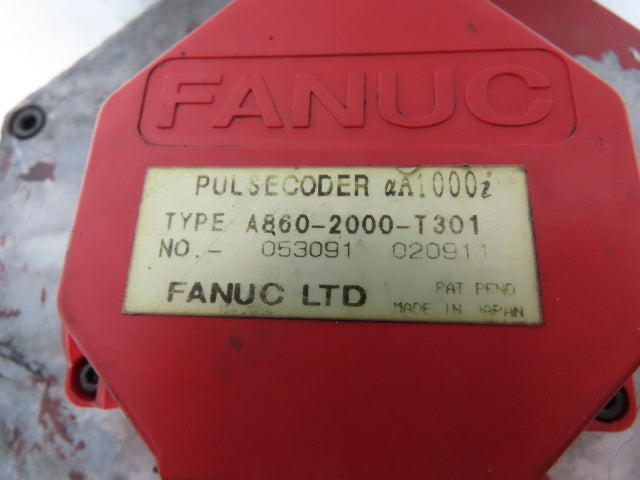 FANUC
PULSECODER αA1000i
TYPE A860-2000-T301
NO.- 053091 020911
FANUC LTD
PAT PEND
MADE IN JAPAN